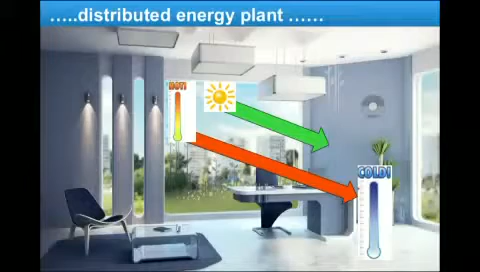 …..distributed energy plant ……
HOT!
COLD!